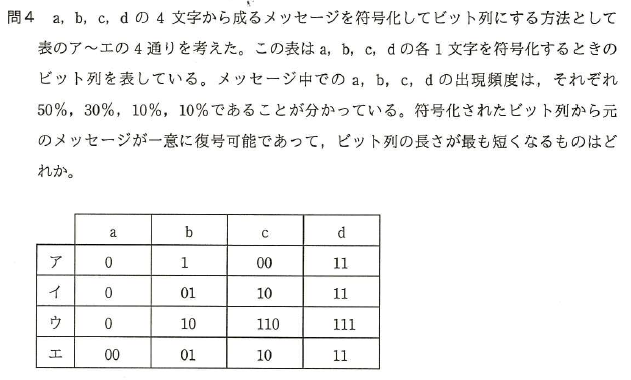 問4 a, b, c, d の 4 文字から成るメッセージを符号化してビット列にする方法として
表のア～エの 4 通りを考えた。この表は a, b, c, d の各 1 文字を符号化するときの
ビット列を表している。メッセージ中での a, b, c, d の出現頻度は，それぞれ
50%，30%，10%，10%であることが分かっている。符号化されたビット列から元
のメッセージが一意に復号可能であって，ビット列の長さが最も短くなるものはど
れか。
a b c d
ア 0 1 00 11
イ 0 01 10 11
ウ 0 10 110 111
エ 00 01 10 11